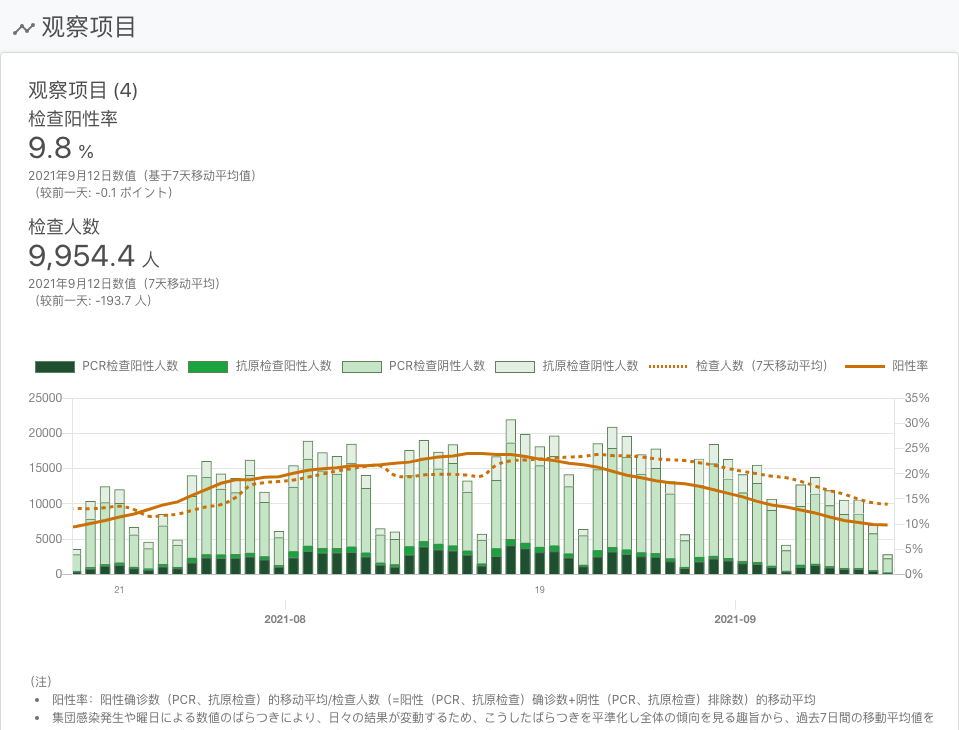 观察项目
观察项目 (4)
检查阳性率
9.8 %
2021年9月12日数值（基于7天移动平均值）
（较前一天: -0.1 ポイント）
检查人数
9,954.4 人
2021年9月12日数值（7天移动平均）
（较前一天: -193.7 人）
PCR检查阳性人数 抗原检查阳性人数 PCR检查阴性人数 抗原检查阴性人数 检查人数（7天移动平均） 阳性率
25000 35%
30%
20000
25%
15000 20%
15%
10000
10%
5000
5%
0 0%
21 19
2021-08 2021-09
（注）
• 阳性率：阳性确诊数（PCR、抗原检查）的移动平均/检查人数（=阳性（PCR、抗原检查）确诊数+阴性（PCR、抗原检查）排除数）的移动平均
• 集団感染発生や曜日による数値のばらつきにより、日々の結果が変動するため、こうしたばらつきを平準化し全体の傾向を見る趣旨から、過去7日間の移動平均値を